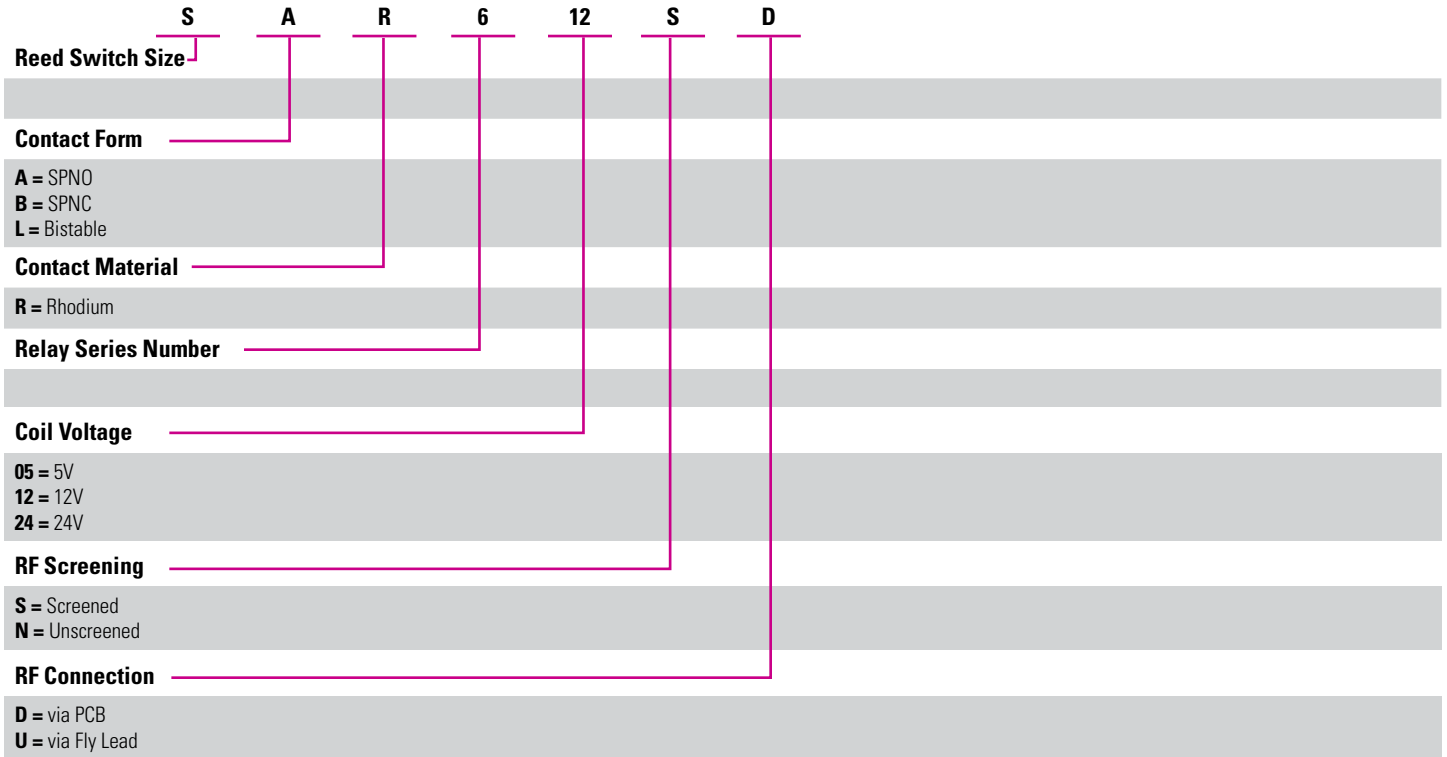 S A R 6 12 S D
Reed Switch Size
Contact Form
A = SPNO
B = SPNC
L = Bistable
Contact Material
R = Rhodium
Relay Series Number
Coil Voltage
05 = 5V
12 = 12V
24 = 24V
RF Screening
S = Screened
N = Unscreened
RF Connection
D = via PCB
U = via Fly Lead